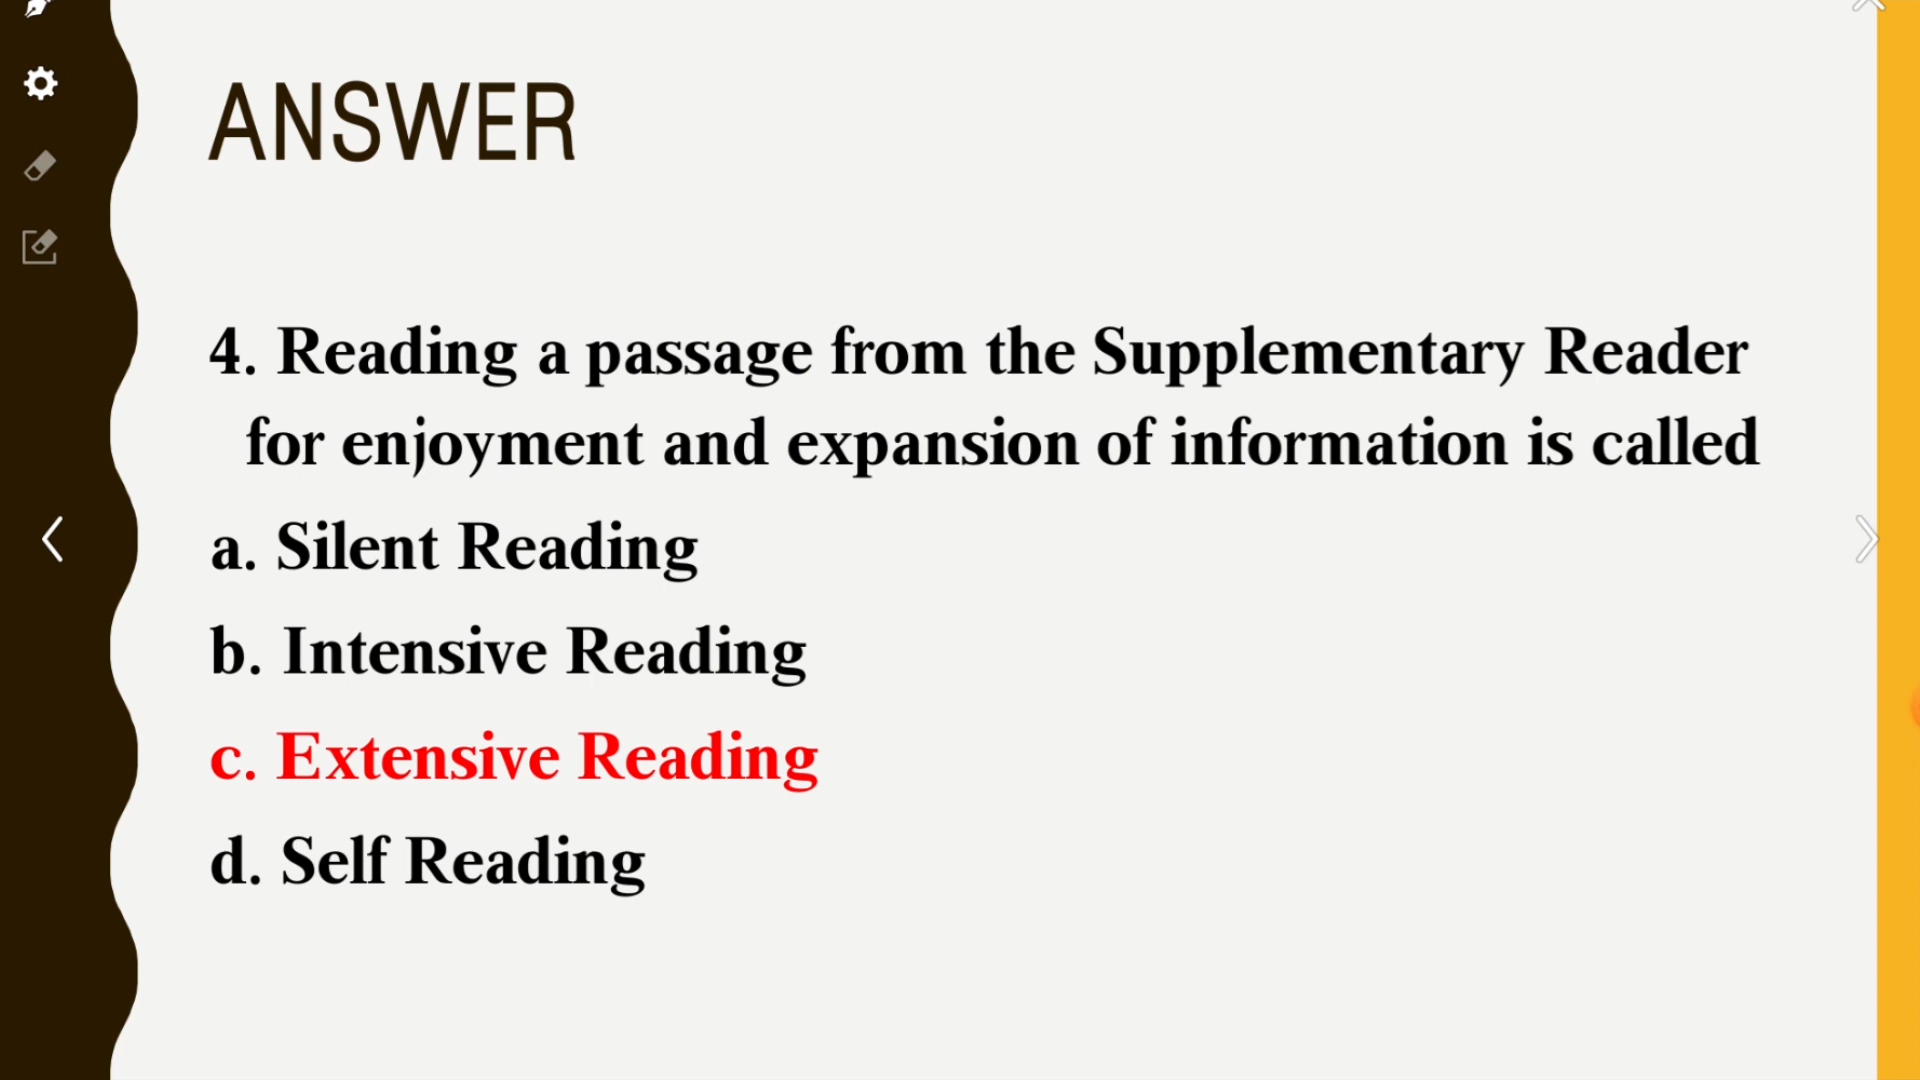 ANSWER
4. Reading a passage from the Supplementary Reader
for enjoyment and expansion of information is called
a. Silent Reading
b. Intensive Reading
c. Extensive Reading
d. Self Reading